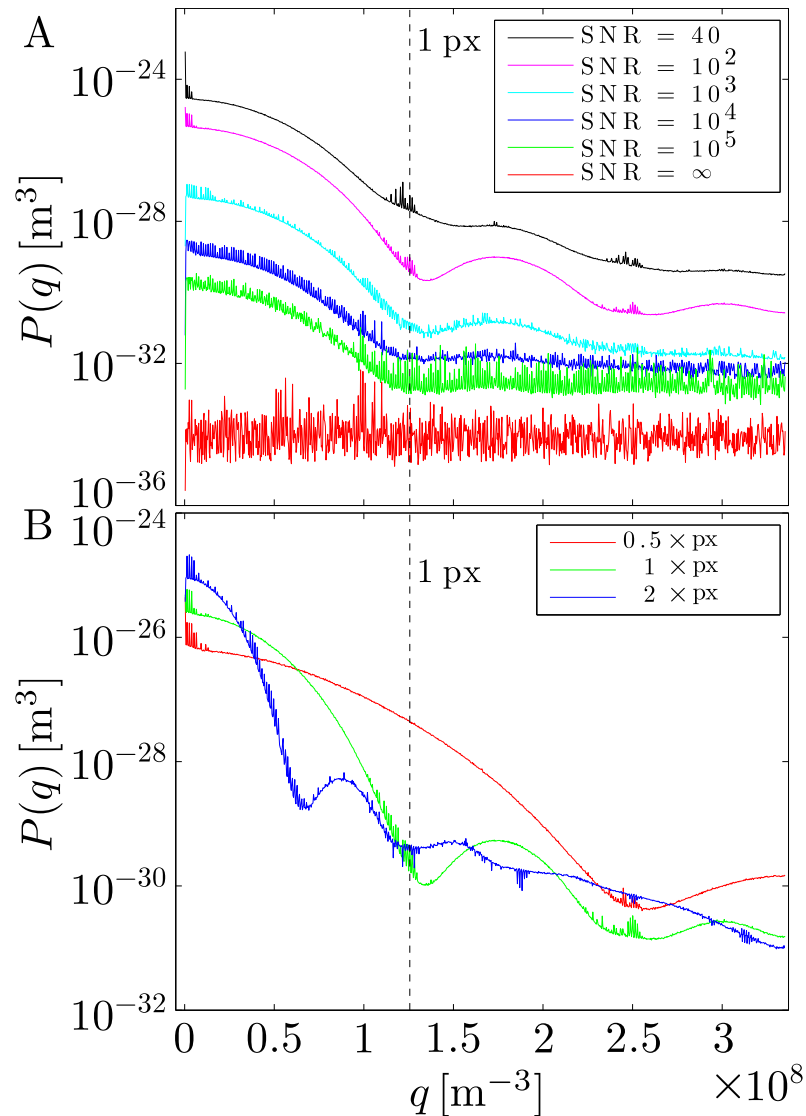 A
1 px
SNR = 40
SNR = 10^2
SNR = 10^3
SNR = 10^4
SNR = 10^5
SNR = ∞
10^−24
10^−28
10^−32
10^−36
P(q) [m^3]
B
1 px
0.5 × px
1 × px
2 × px
10^−24
10^−26
10^−28
10^−30
10^−32
P(q) [m^3]
0 0.5 1 1.5 2 2.5 3
×10^8
q [m^−3]